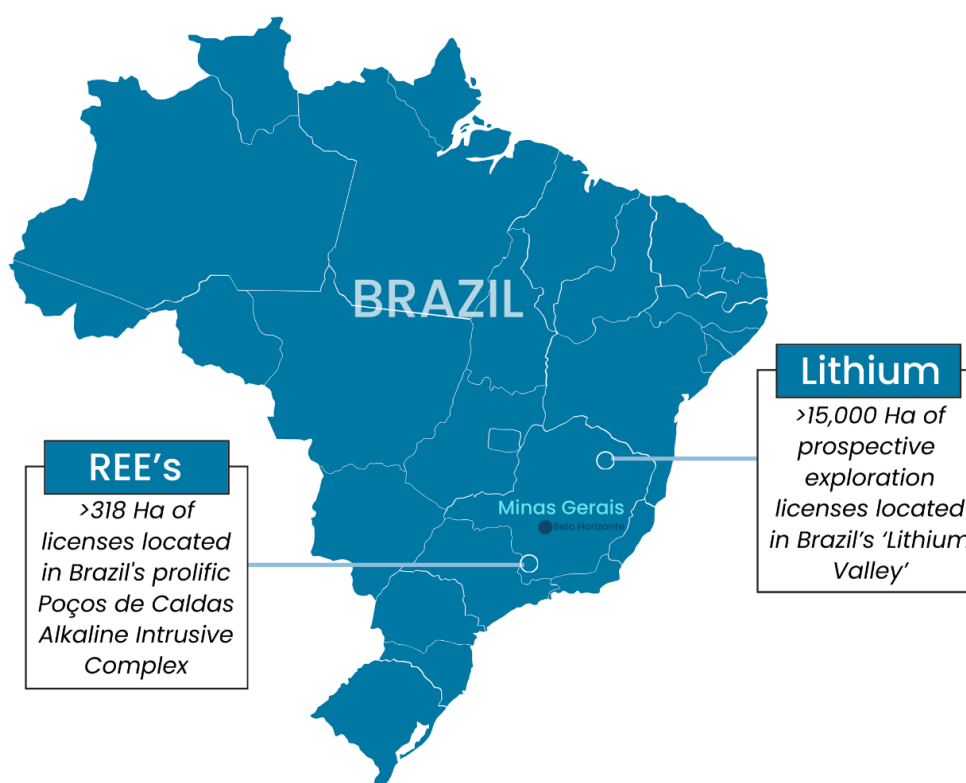 BRAZIL
Lithium
>15,000 Ha of
prospective
exploration
licenses located
in Brazil's 'Lithium
Valley'
REE's
>318 Ha of
licenses located
in Brazil's prolific
Poços de Caldas
Alkaline Intrusive
Complex
Minas Gerais
Belo Horizonte